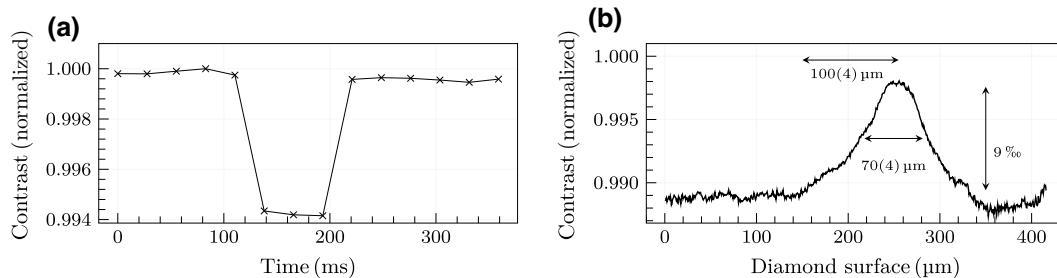 (a)
Contrast (normalized)
1.000
0.998
0.996
0.994
0
100
200
300
Time (ms)
(b)
Contrast (normalized)
1.000
0.995
0.990
0
100
200
300
400
Diamond surface (µm)
100(4) µm
70(4) µm
9 ‰